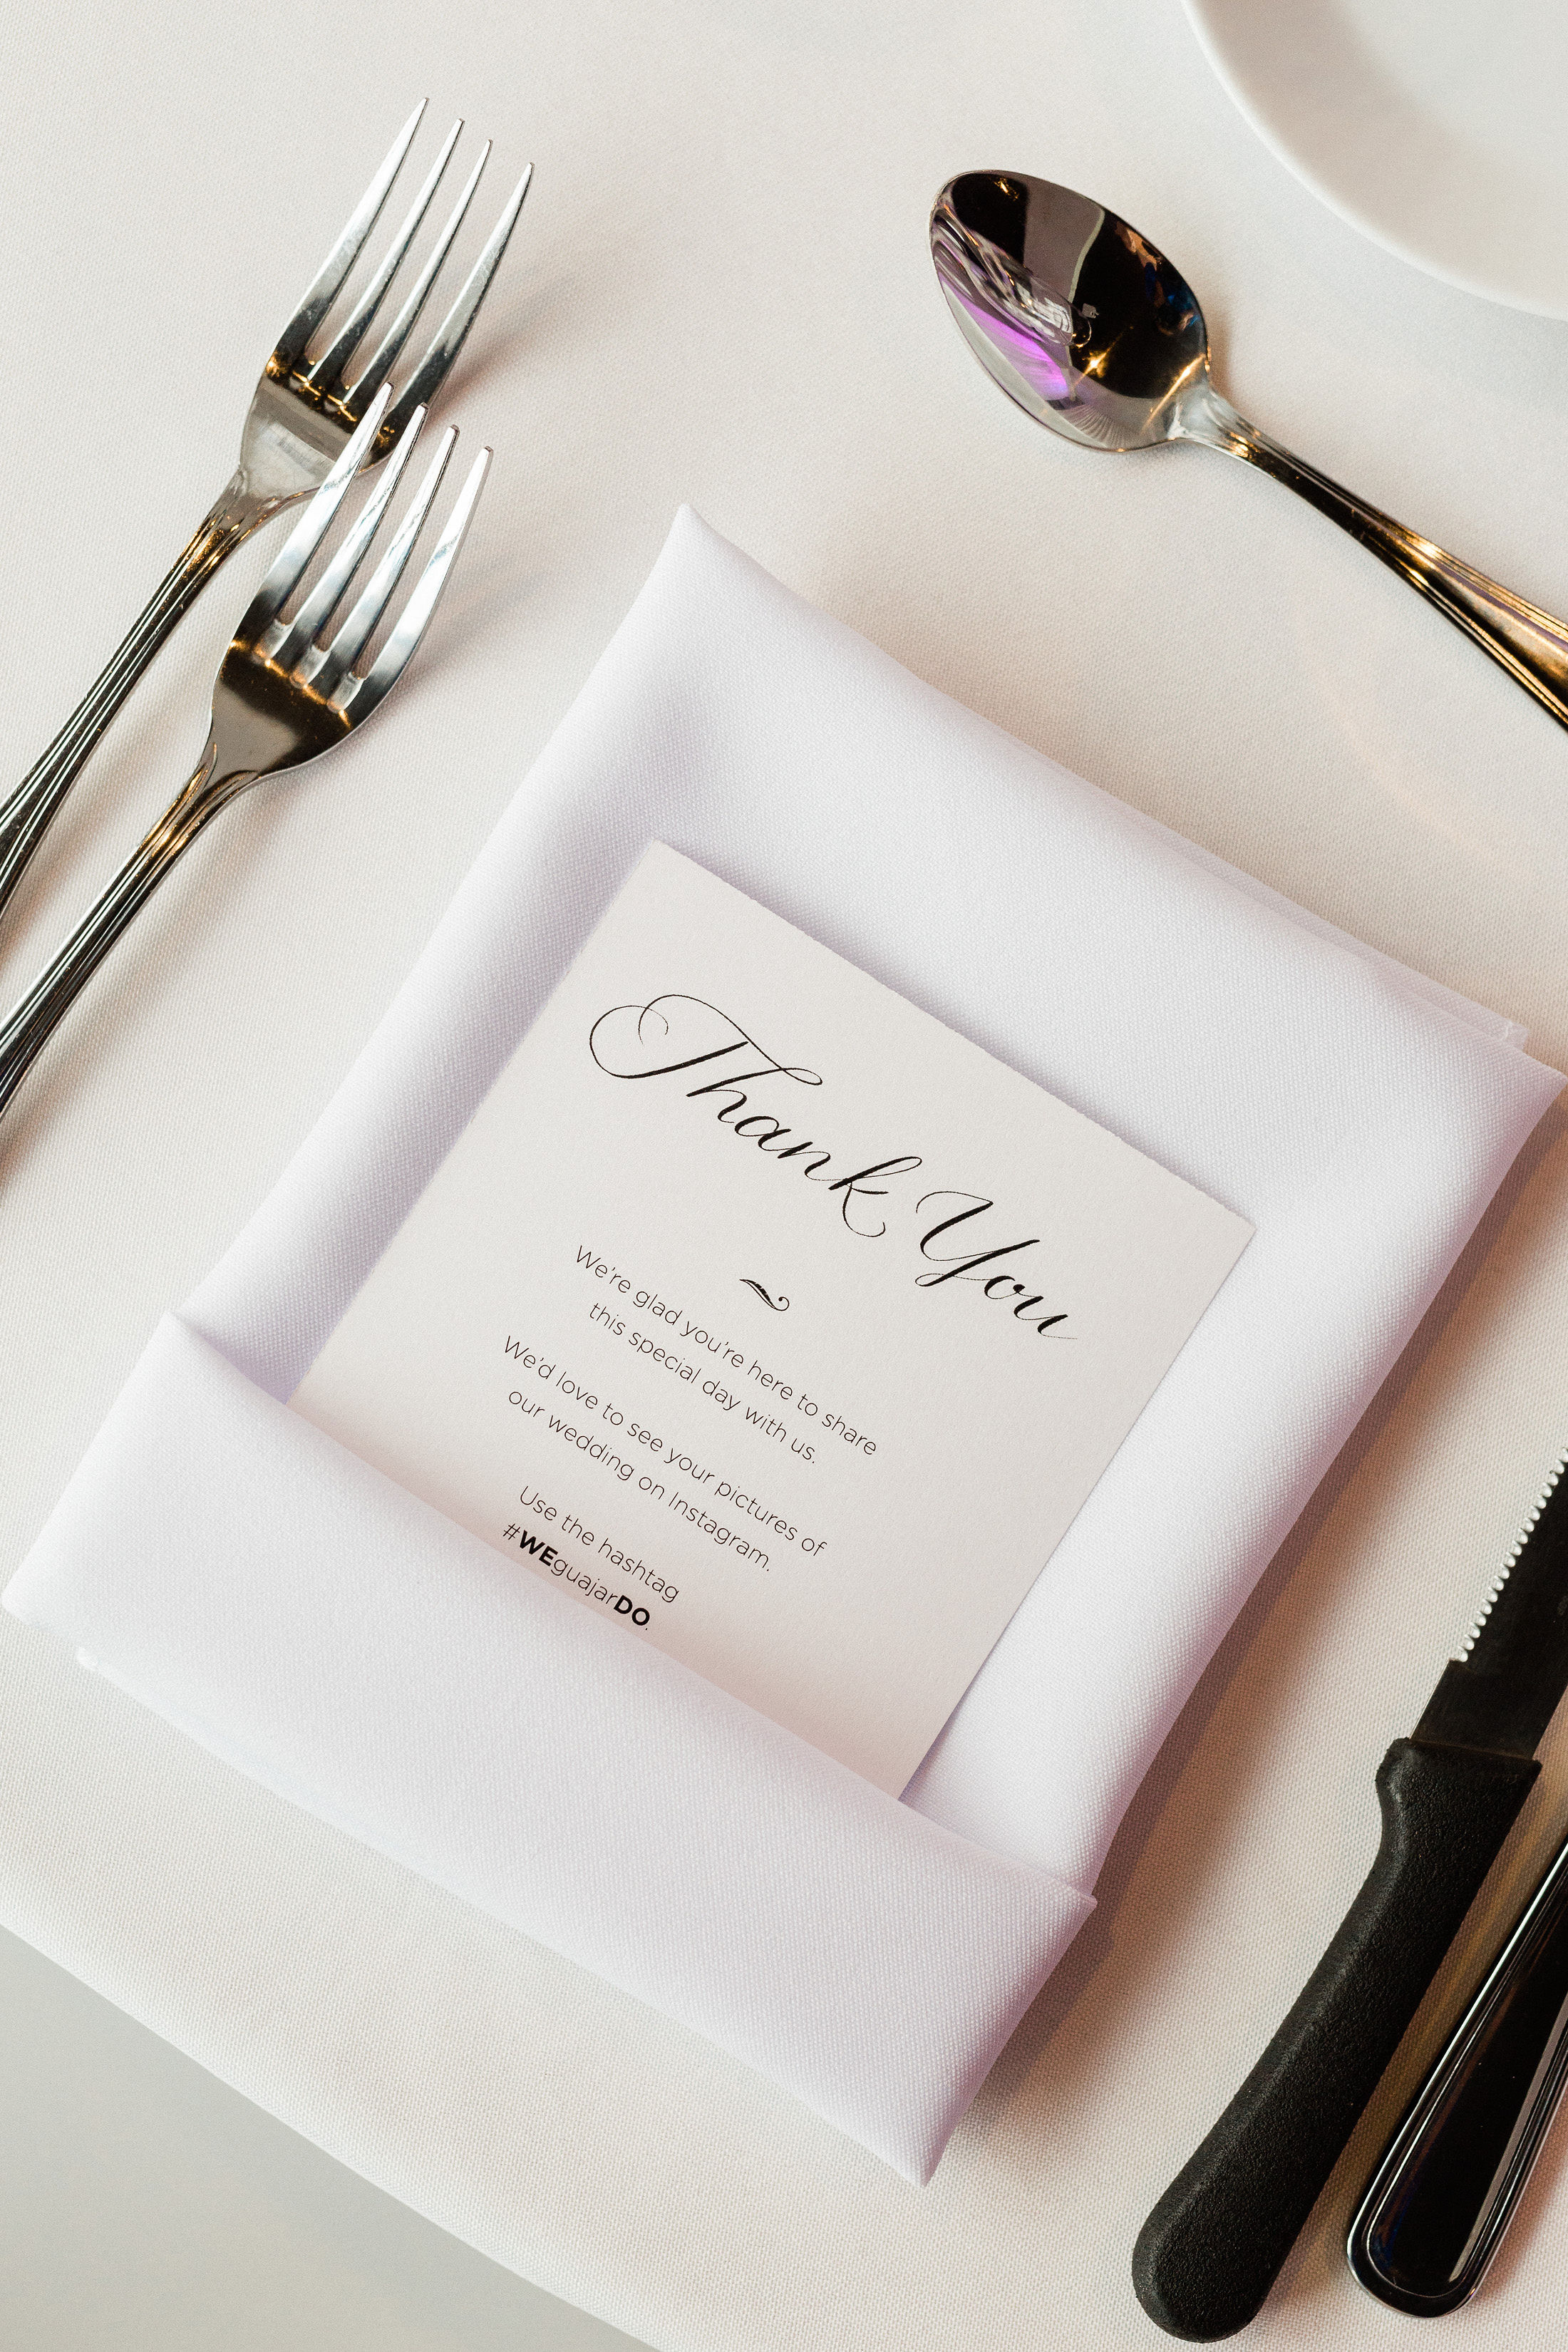 Thank You
We're glad you're here to share
this special day with us.
We'd love to see your pictures of
our wedding on Instagram.
Use the hashtag
#WEguajarDO.